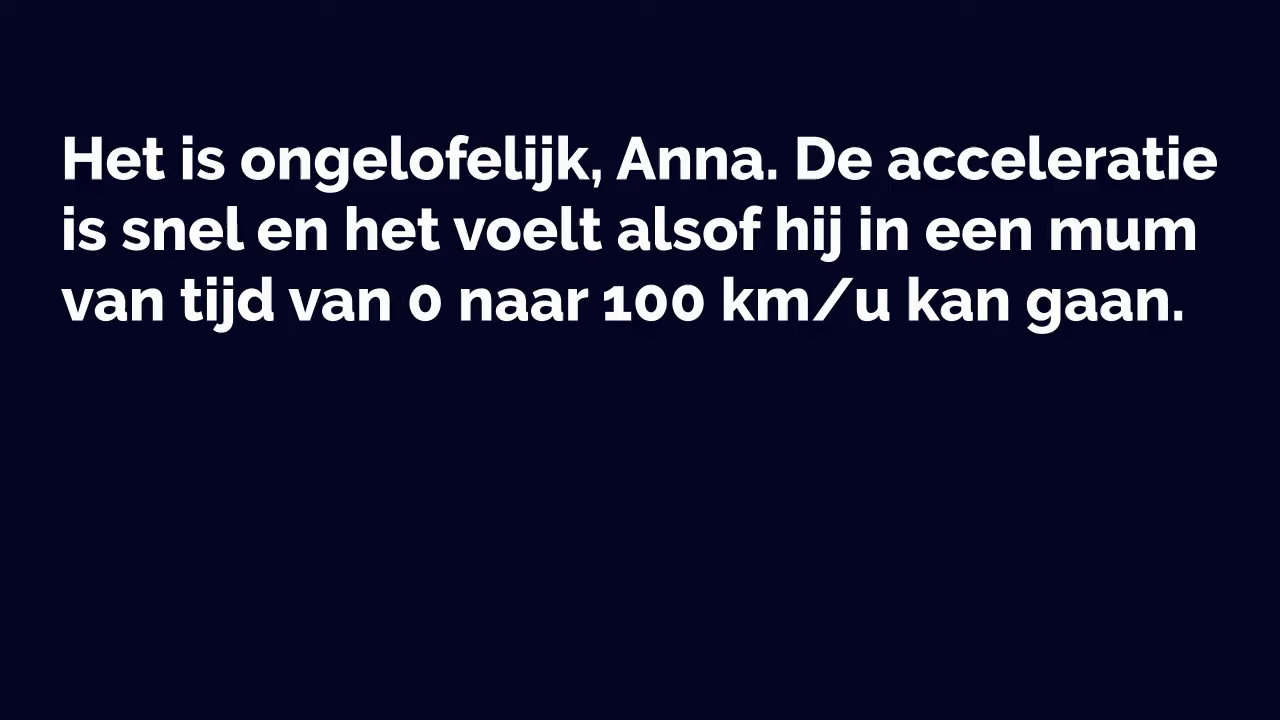 Het is ongelofelijk, Anna. De acceleratie
is snel en het voelt alsof hij in een mum
van tijd van 0 naar 100 km/u kan gaan.